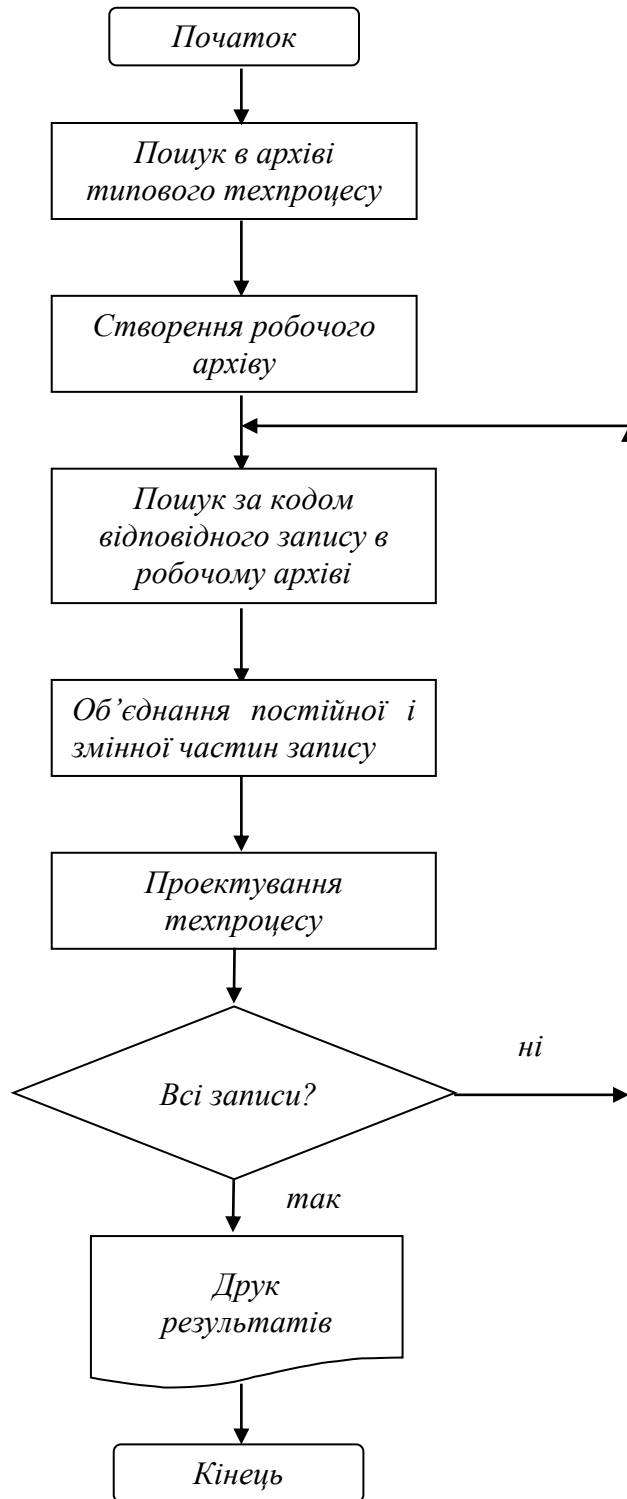 Початок
Пошук в архіві
типового техпроцесу
Створення робочого
архіву
Пошук за кодом
відповідного запису в
робочому архіві
Об’єднання постійної і
змінної частин запису
Проектування
техпроцесу
ні
Всі записи?
так
Друк
результатів
Кінець